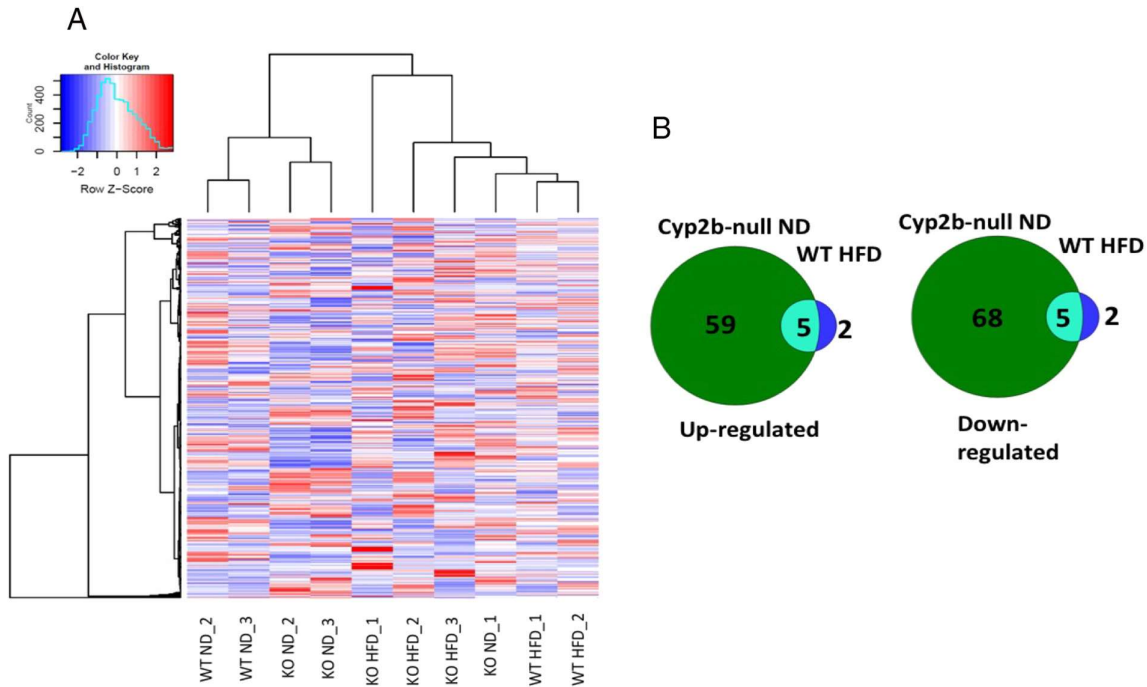 A
Color Key
and Histogram
Count
0 200 400
−2 −1 0 1 2
Row Z−Score
WT ND_2
WT ND_3
KO ND_2
KO ND_3
KO HFD_1
KO HFD_2
KO HFD_3
KO ND_1
WT HFD_1
WT HFD_2
B
Cyp2b-null ND
WT HFD
59
5
2
Up-regulated
Cyp2b-null ND
WT HFD
68
5
2
Down-
regulated